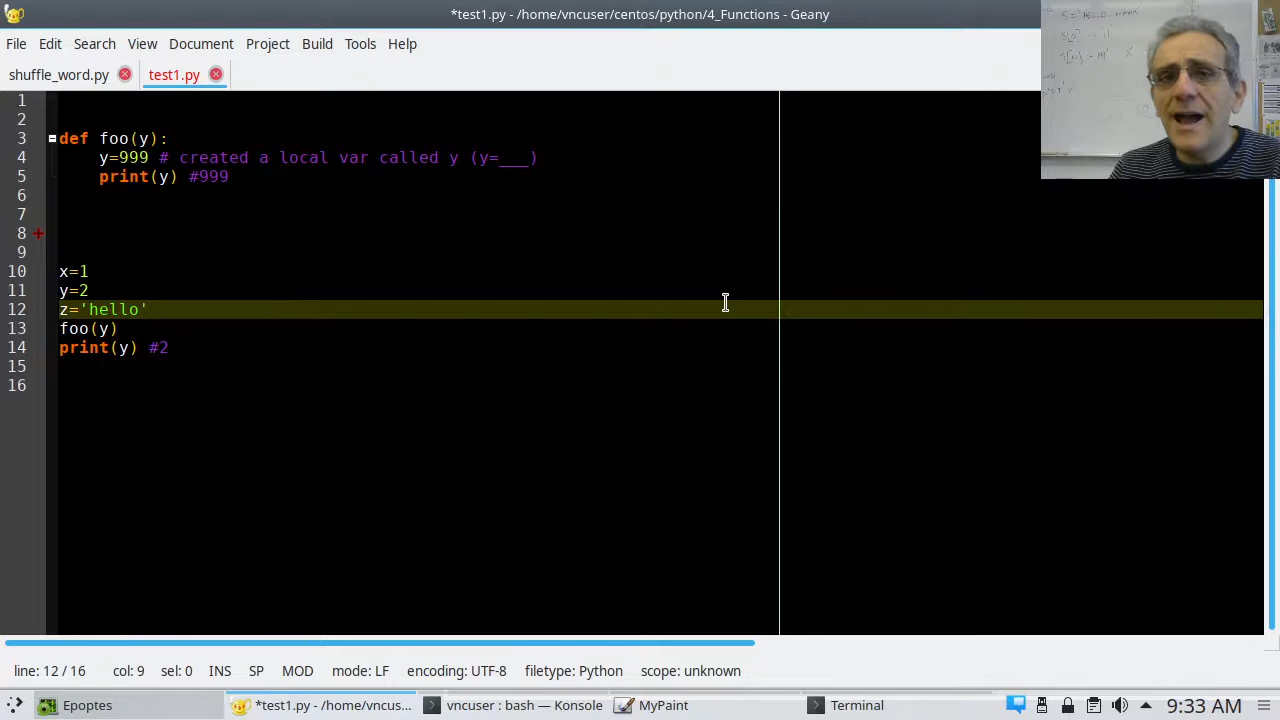 *test1.py - /home/vncuser/centos/python/4_Functions - Geany
File Edit Search View Document Project Build Tools Help
shuffle_word.py test1.py
1
2
3 def foo(y):
4 y=999 # created a local var called y (y=___)
5 print(y) #999
6
7
8 +
9
10 x=1
11 y=2
12 z='hello'
13 foo(y)
14 print(y) #2
15
16
line: 12 / 16 col: 9 sel: 0 INS SP MOD mode: LF encoding: UTF-8 filetype: Python scope: unknown
Epoptes *test1.py - /home/vncus... vncuser : bash — Konsole MyPaint Terminal 9:33 AM